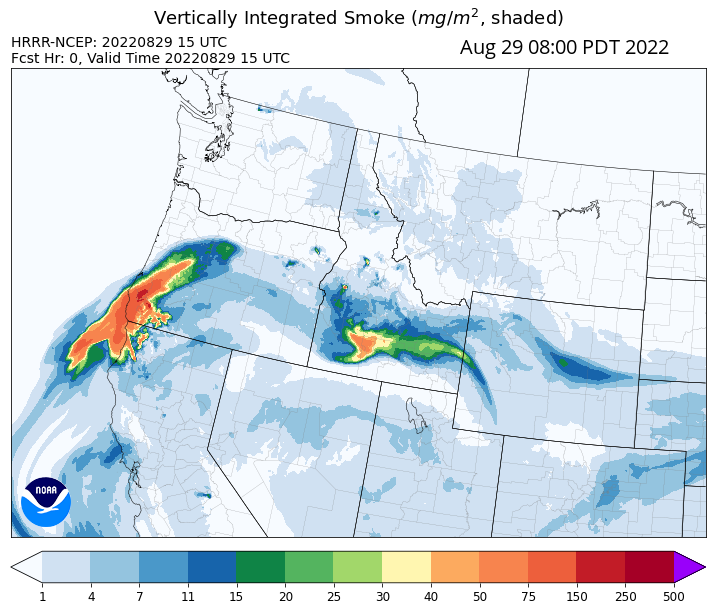 Vertically Integrated Smoke (mg/m², shaded)
HRRR-NCEP: 20220829 15 UTC
Fcst Hr: 0, Valid Time 20220829 15 UTC
Aug 29 08:00 PDT 2022
NOAA
1 4 7 11 15 20 25 30 40 50 75 150 250 500